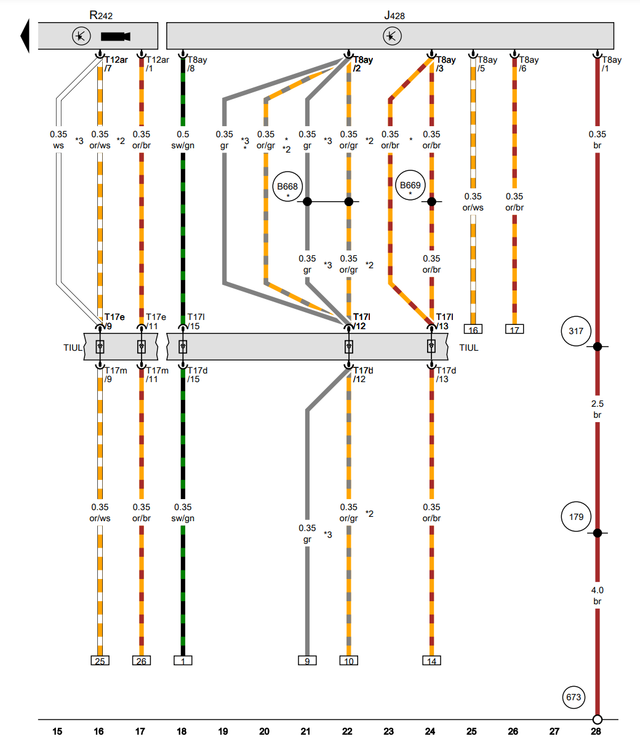 R242 J428
T12ar /7
T12ar /1
T8ay /8
T8ay /2
T8ay /3
T8ay /5
T8ay /6
T8ay /1
0.35 ws *3
0.35 or/ws *2
0.35 or/br
0.5 sw/gn
0.35 gr *3 *
0.35 or/gr * *2
0.35 gr *3
0.35 or/gr *2
0.35 or/br *
0.35 or/br
0.35 br
B668 *
B669 *
0.35 or/ws
0.35 or/br
0.35 gr *3
0.35 or/gr *2
0.35 or/br
T17e /9
T17e /11
T17l /15
T17l /12
T17l /13
16
17
317
TIUL
TIUL
T17m /9
T17m /11
T17d /15
T17d /12
T17d /13
2.5 br
0.35 or/ws
0.35 or/br
0.35 sw/gn
0.35 gr *3
0.35 or/gr *2
0.35 or/br
179
4.0 br
25
26
1
9
10
14
673
15 16 17 18 19 20 21 22 23 24 25 26 27 28